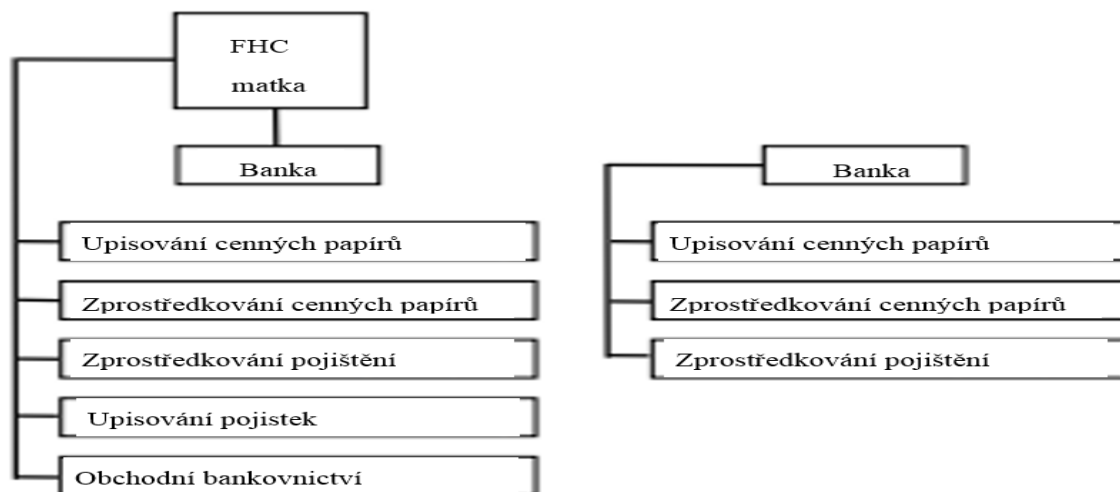 FHC
matka
Banka
Upisování cenných papírů
Zprostředkování cenných papírů
Zprostředkování pojištění
Upisování pojistek
Obchodní bankovnictví
Banka
Upisování cenných papírů
Zprostředkování cenných papírů
Zprostředkování pojištění